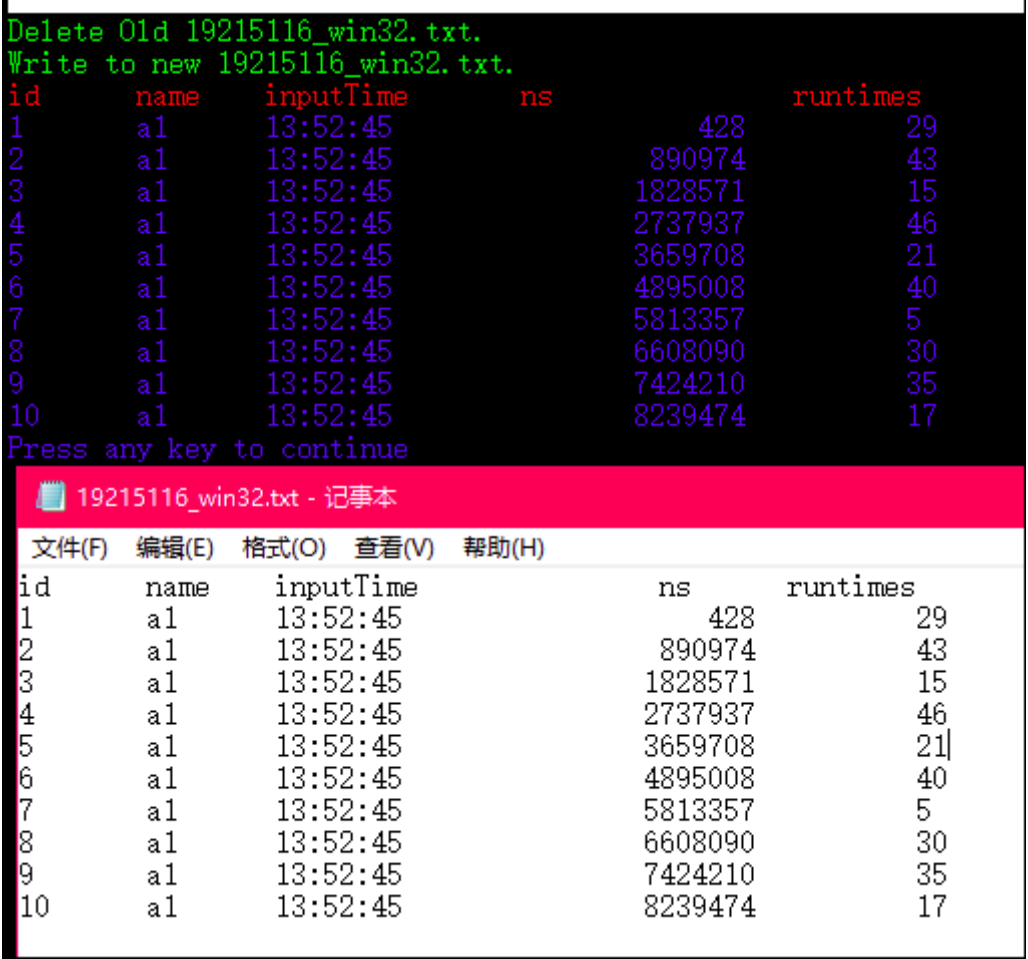 Delete Old 19215116_win32.txt.
Write to new 19215116_win32.txt.
id name inputTime ns runtimes
1 a1 13:52:45 428 29
2 a1 13:52:45 890974 43
3 a1 13:52:45 1828571 15
4 a1 13:52:45 2737937 46
5 a1 13:52:45 3659708 21
6 a1 13:52:45 4895008 40
7 a1 13:52:45 5813357 5
8 a1 13:52:45 6608090 30
9 a1 13:52:45 7424210 35
10 a1 13:52:45 8239474 17
Press any key to continue
19215116_win32.txt - 记事本
文件(F) 编辑(E) 格式(O) 查看(V) 帮助(H)
id name inputTime ns runtimes
1 a1 13:52:45 428 29
2 a1 13:52:45 890974 43
3 a1 13:52:45 1828571 15
4 a1 13:52:45 2737937 46
5 a1 13:52:45 3659708 21
6 a1 13:52:45 4895008 40
7 a1 13:52:45 5813357 5
8 a1 13:52:45 6608090 30
9 a1 13:52:45 7424210 35
10 a1 13:52:45 8239474 17